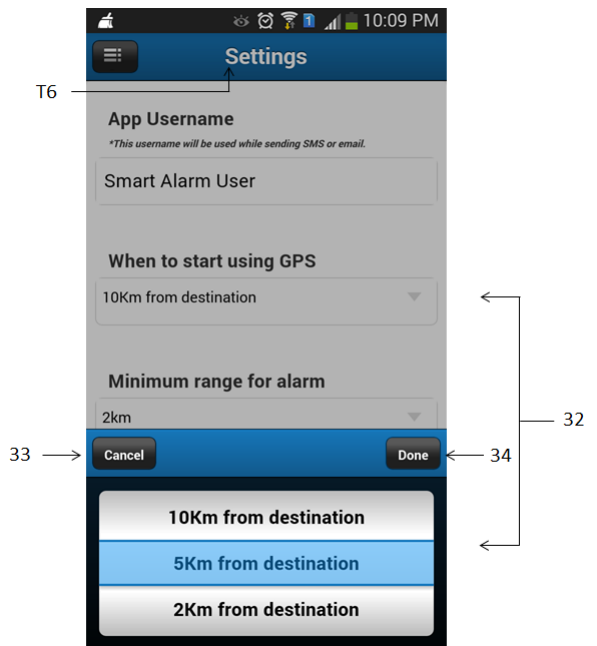 10:09 PM
Settings
T6
App Username
*This username will be used while sending SMS or email.
Smart Alarm User
When to start using GPS
10Km from destination
32
Minimum range for alarm
2km
33
Cancel
Done
34
10Km from destination
5Km from destination
2Km from destination